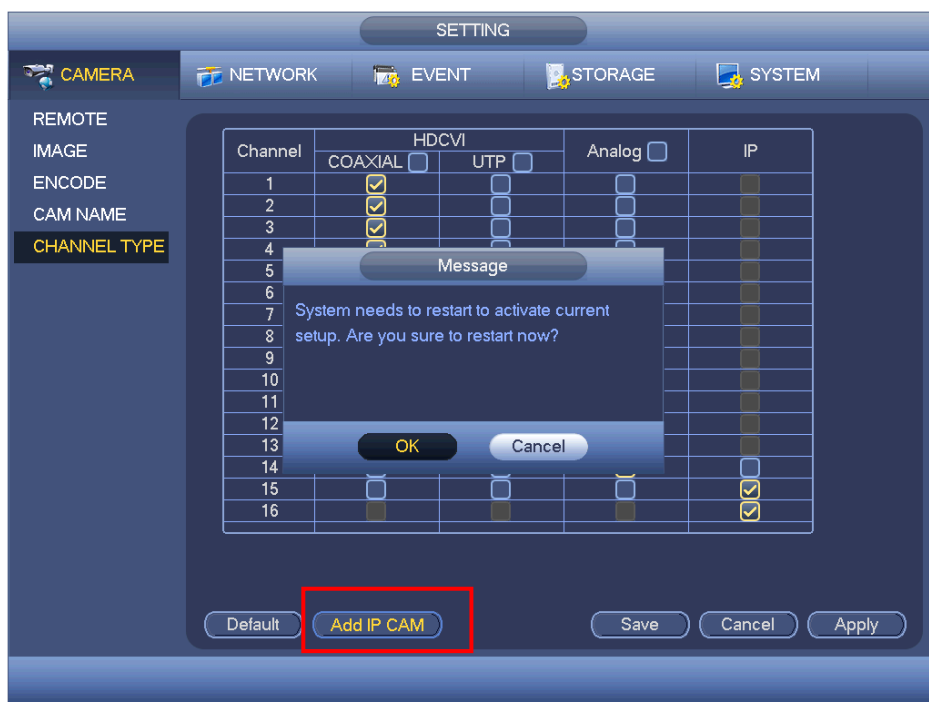 SETTING
CAMERA NETWORK EVENT STORAGE SYSTEM
REMOTE
IMAGE
ENCODE
CAM NAME
CHANNEL TYPE
Channel HDCVI Analog IP
COAXIAL UTP
1
2
3
4
5
6
7
8
9
10
11
12
13
14
15
16
Message
System needs to restart to activate current
setup. Are you sure to restart now?
OK Cancel
Default Add IP CAM Save Cancel Apply